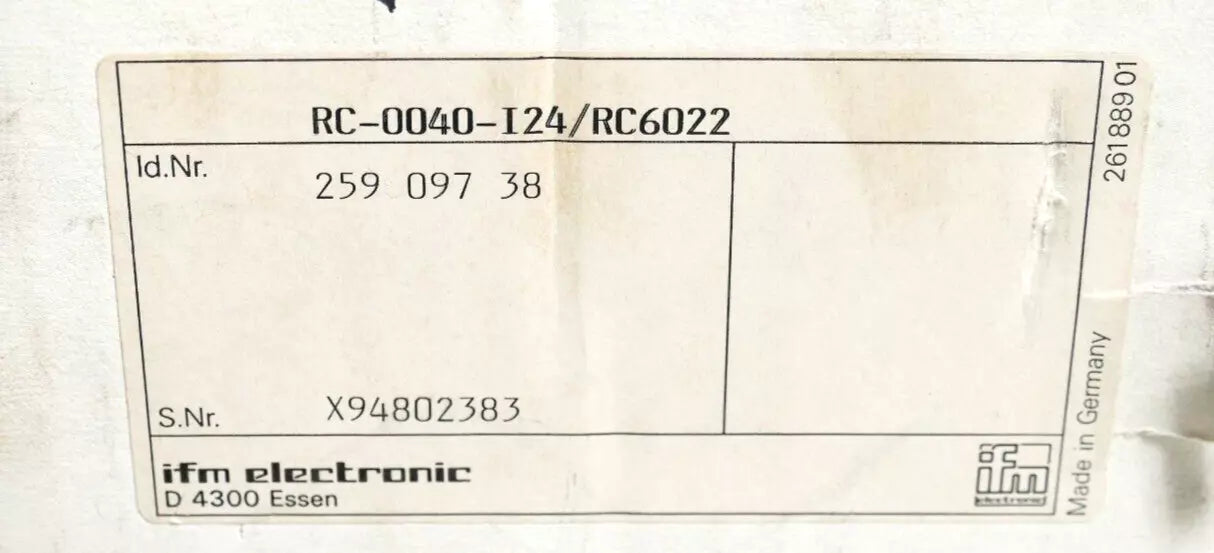 RC-0040-I24/RC6022
Id.Nr.
259 097 38
S.Nr.
X94802383
ifm electronic
D 4300 Essen
ifm
electronic
261889 01
Made in Germany